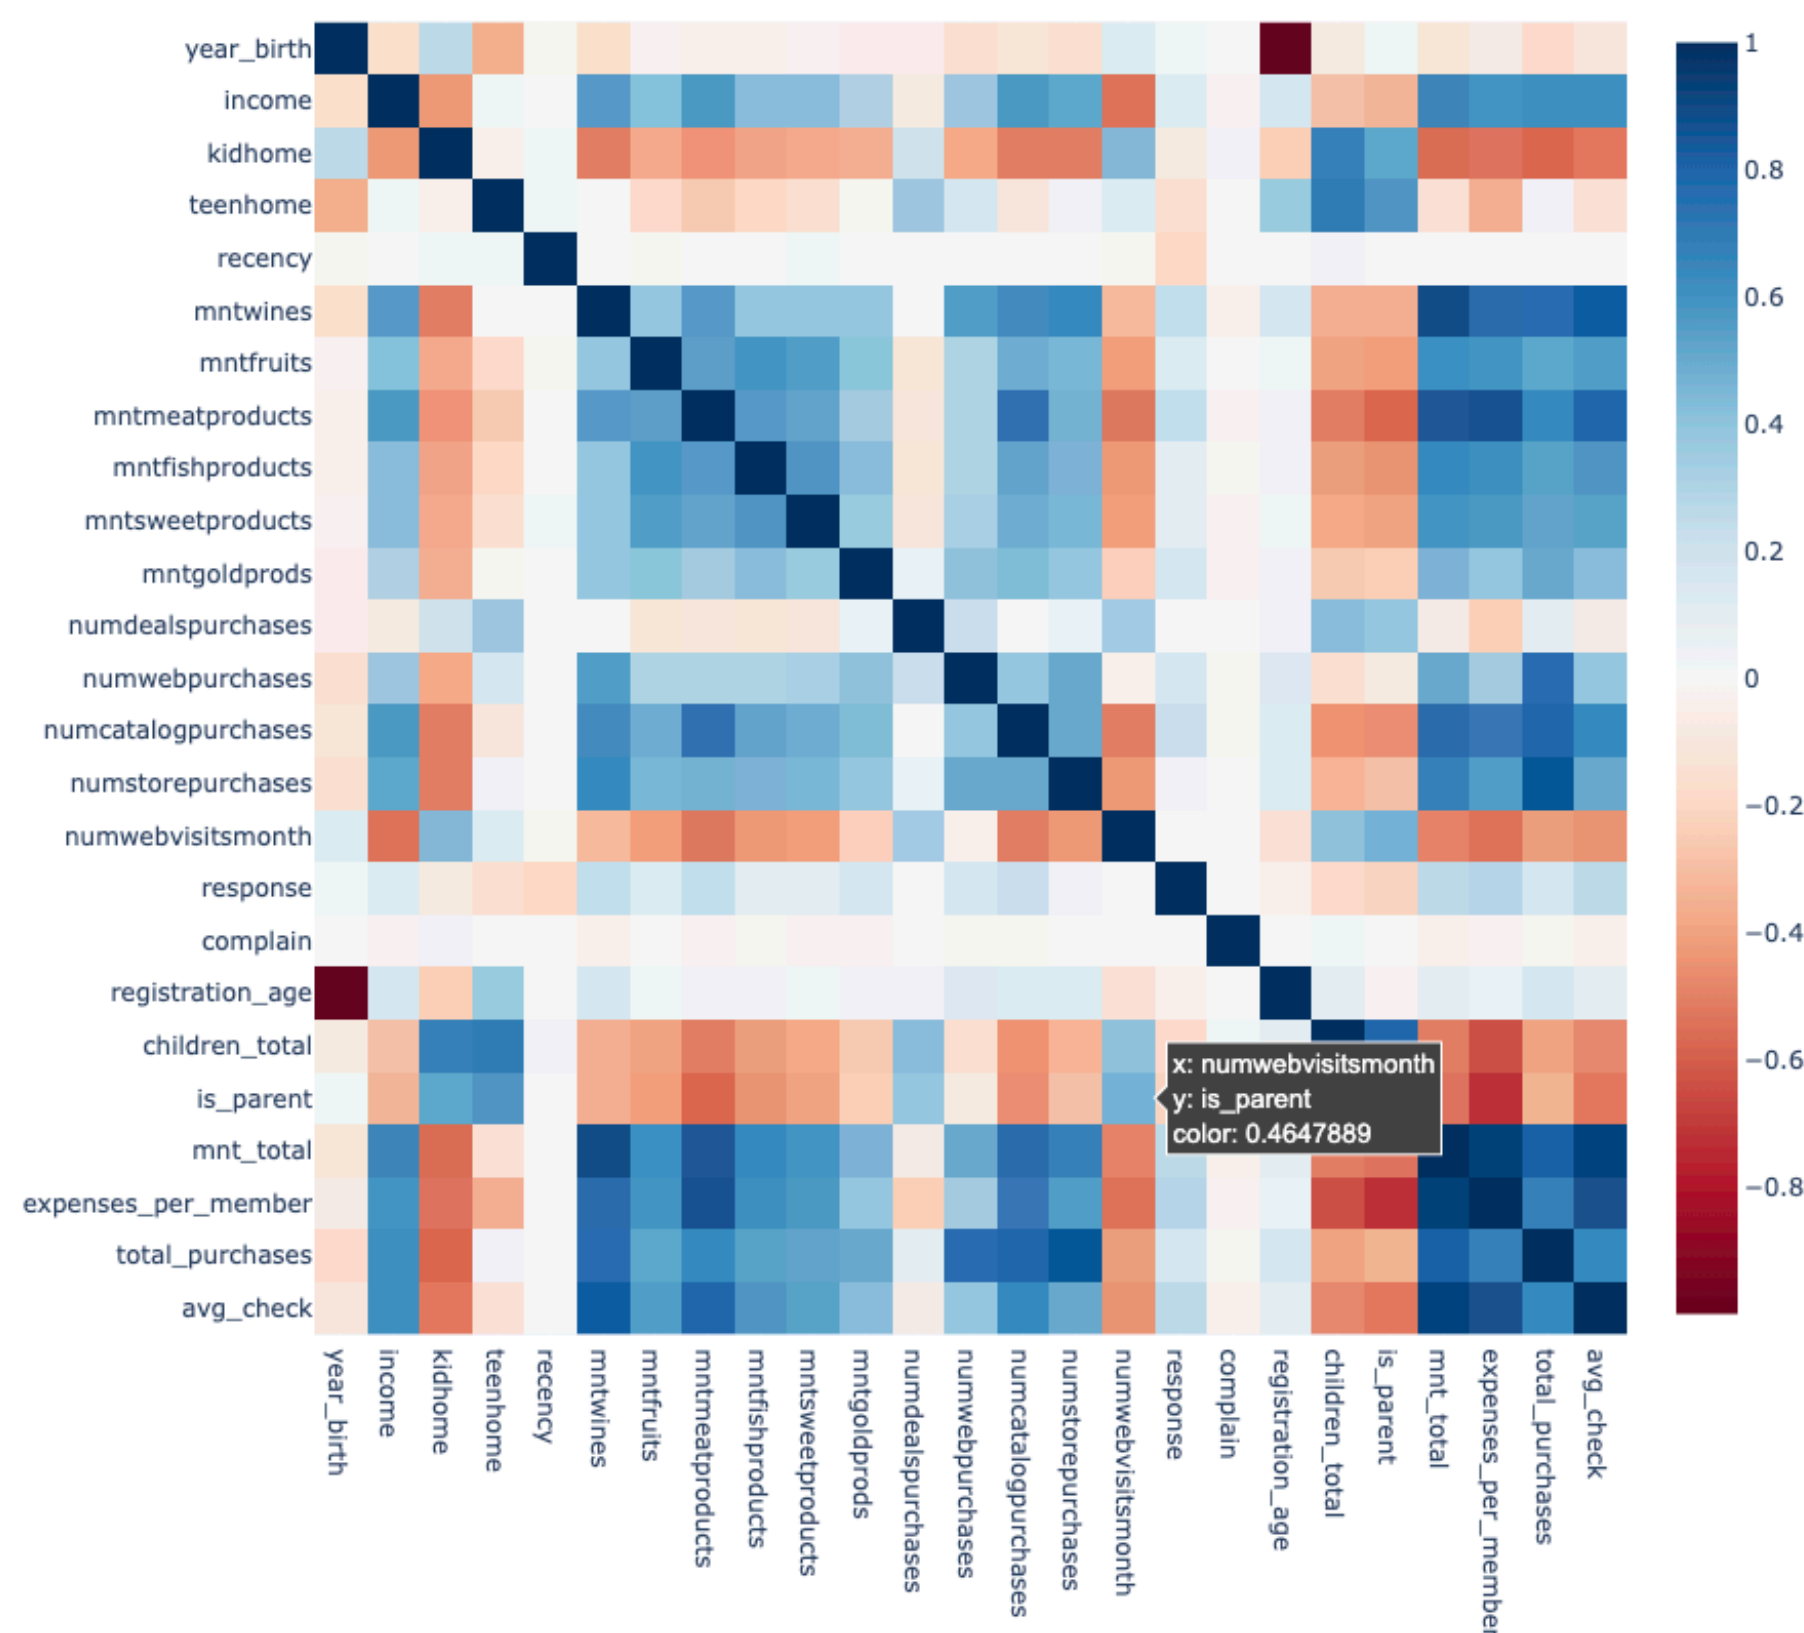 year_birth
income
kidhome
teenhome
recency
mntwines
mntfruits
mntmeatproducts
mntfishproducts
mntsweetproducts
mntgoldprods
numdealspurchases
numwebpurchases
numcatalogpurchases
numstorepurchases
numwebvisitsmonth
response
complain
registration_age
children_total
is_parent
mnt_total
expenses_per_member
total_purchases
avg_check
x: numwebvisitsmonth
y: is_parent
color: 0.4647889
year_birth
income
kidhome
teenhome
recency
mntwines
mntfruits
mntmeatproducts
mntfishproducts
mntsweetproducts
mntgoldprods
numdealspurchases
numwebpurchases
numcatalogpurchases
numstorepurchases
numwebvisitsmonth
response
complain
registration_age
children_total
is_parent
mnt_total
expenses_per_member
total_purchases
avg_check
1
0.8
0.6
0.4
0.2
0
−0.2
−0.4
−0.6
−0.8